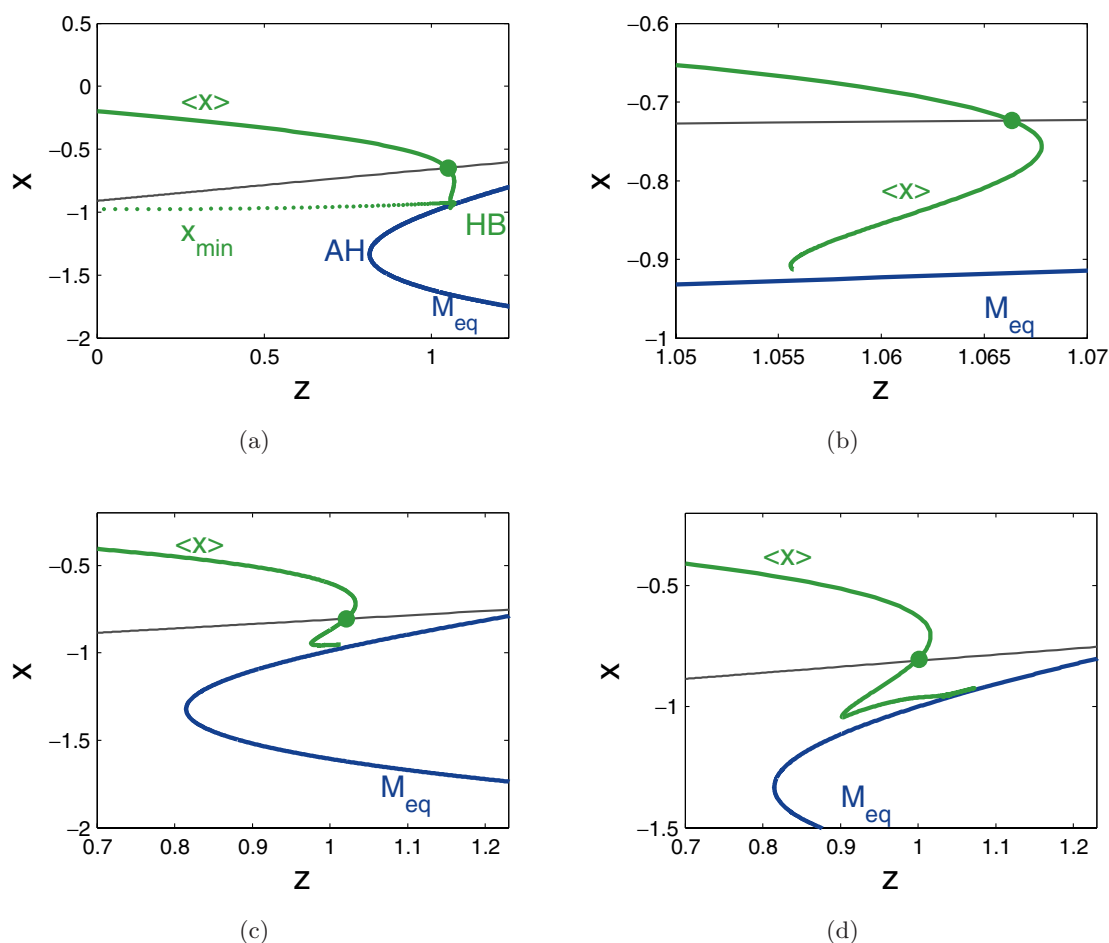 0.5
0
−0.5
−1
−1.5
−2
x
<x>
x_min
AH
HB
M_eq
0 0.5 1
z
(a)
−0.6
−0.7
−0.8
−0.9
−1
x
<x>
M_eq
1.05 1.055 1.06 1.065 1.07
z
(b)
−0.5
−1
−1.5
−2
x
<x>
M_eq
0.7 0.8 0.9 1 1.1 1.2
z
(c)
−0.5
−1
−1.5
x
<x>
M_eq
0.7 0.8 0.9 1 1.1 1.2
z
(d)